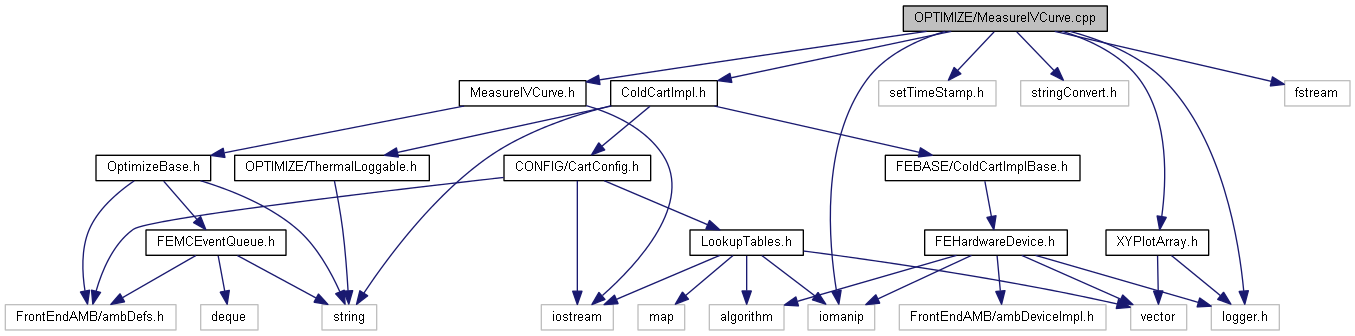 OPTIMIZE/MeasureIVCurve.cpp
MeasureIVCurve.h
ColdCartImpl.h
setTimeStamp.h
stringConvert.h
fstream
OptimizeBase.h
OPTIMIZE/ThermalLoggable.h
CONFIG/CartConfig.h
FEBASE/ColdCartImplBase.h
FEMCEventQueue.h
LookupTables.h
FEHardwareDevice.h
XYPlotArray.h
FrontEndAMB/ambDefs.h
deque
string
iostream
map
algorithm
iomanip
FrontEndAMB/ambDeviceImpl.h
vector
logger.h